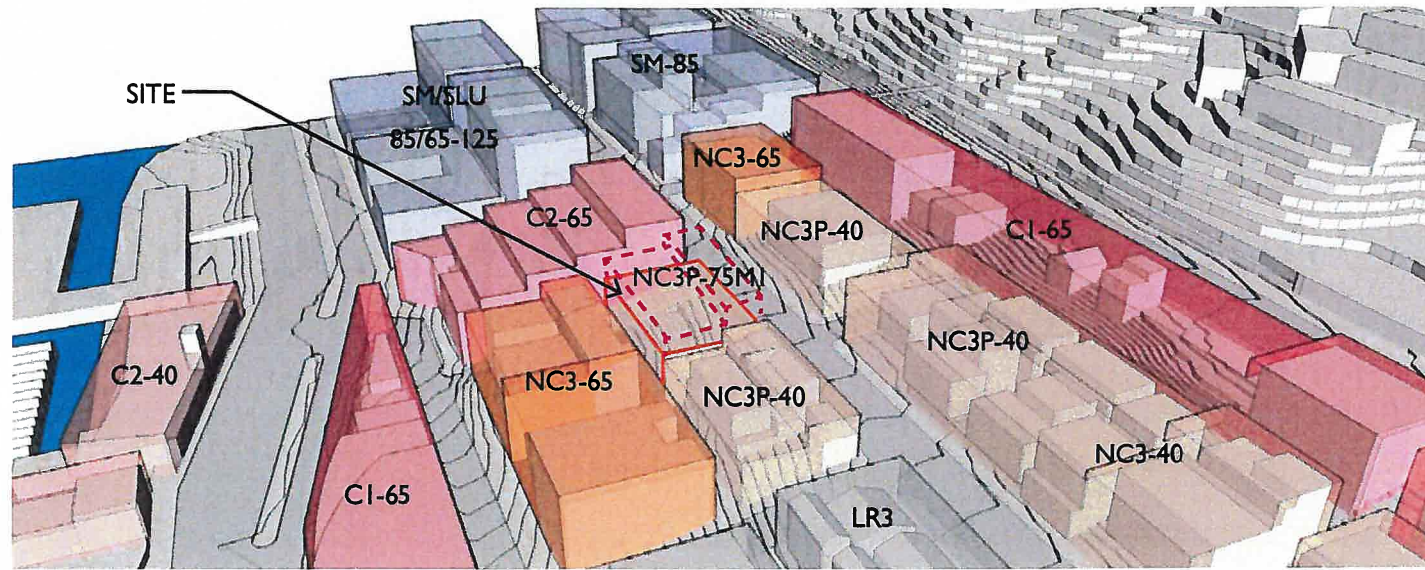 SM-85
SITE
SM/SLU
85/65-125
NC3-65
C2-65
NC3P-40
C1-65
NC3P-75M1
NC3P-40
C2-40
NC3-65
NC3P-40
NC3-40
C1-65
LR3